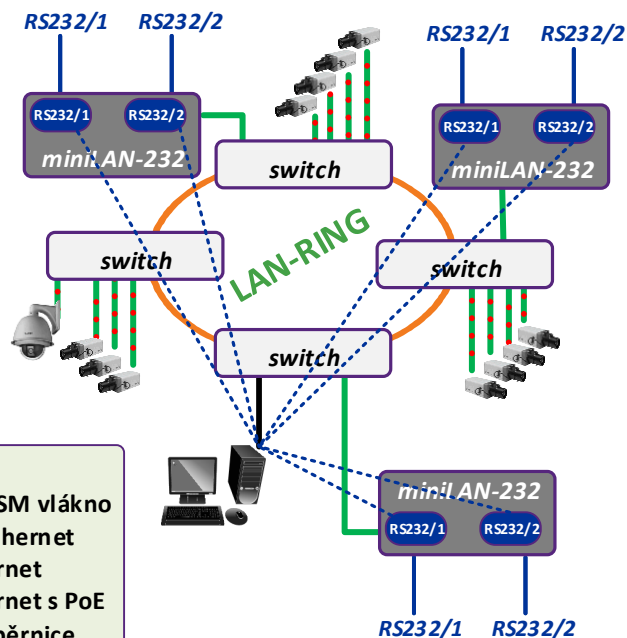 RS232/1 RS232/2
RS232/1 RS232/2
RS232/1 RS232/2
miniLAN-232
RS232/1 RS232/2
miniLAN-232
switch
LAN-RING
switch
switch
switch
SM vlákno
hernet
rnet
rnet s PoE
běrnice
miniLAN-232
RS232/1 RS232/2
RS232/1 RS232/2